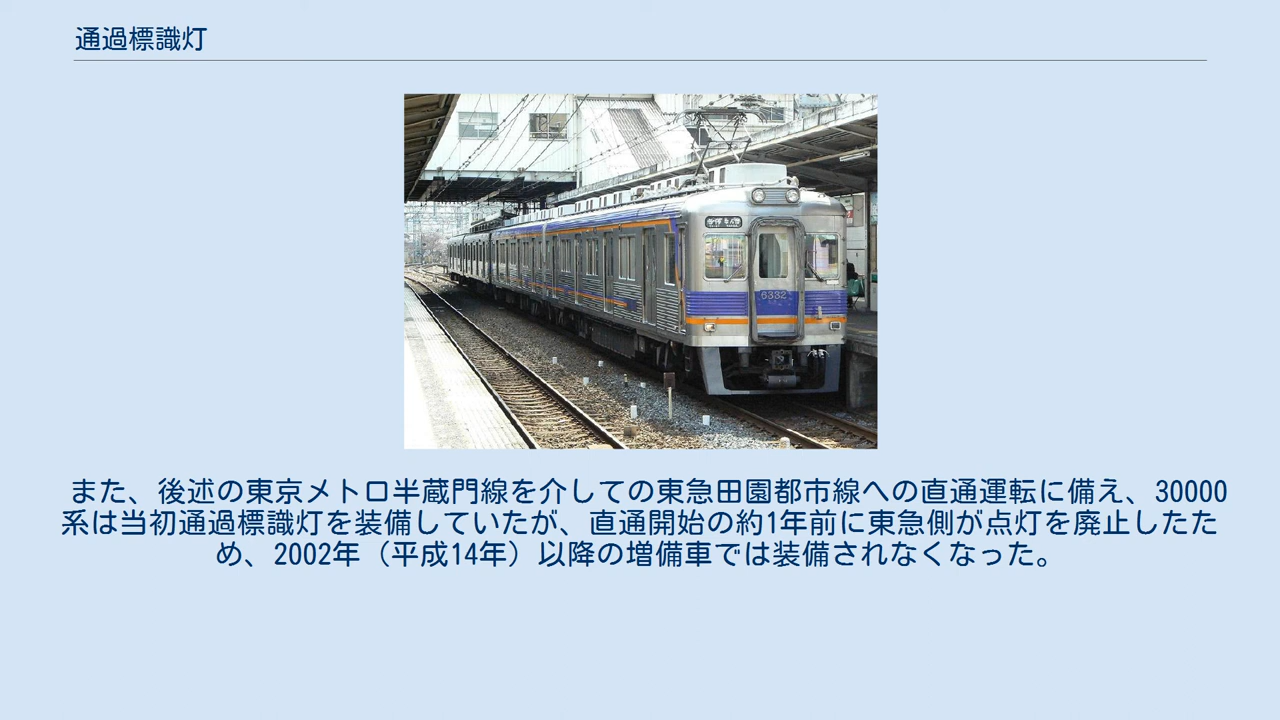 通過標識灯
6332
また、後述の東京メトロ半蔵門線を介しての東急田園都市線への直通運転に備え、30000
系は当初通過標識灯を装備していたが、直通開始の約1年前に東急側が点灯を廃止したた
め、2002年（平成14年）以降の増備車では装備されなくなった。